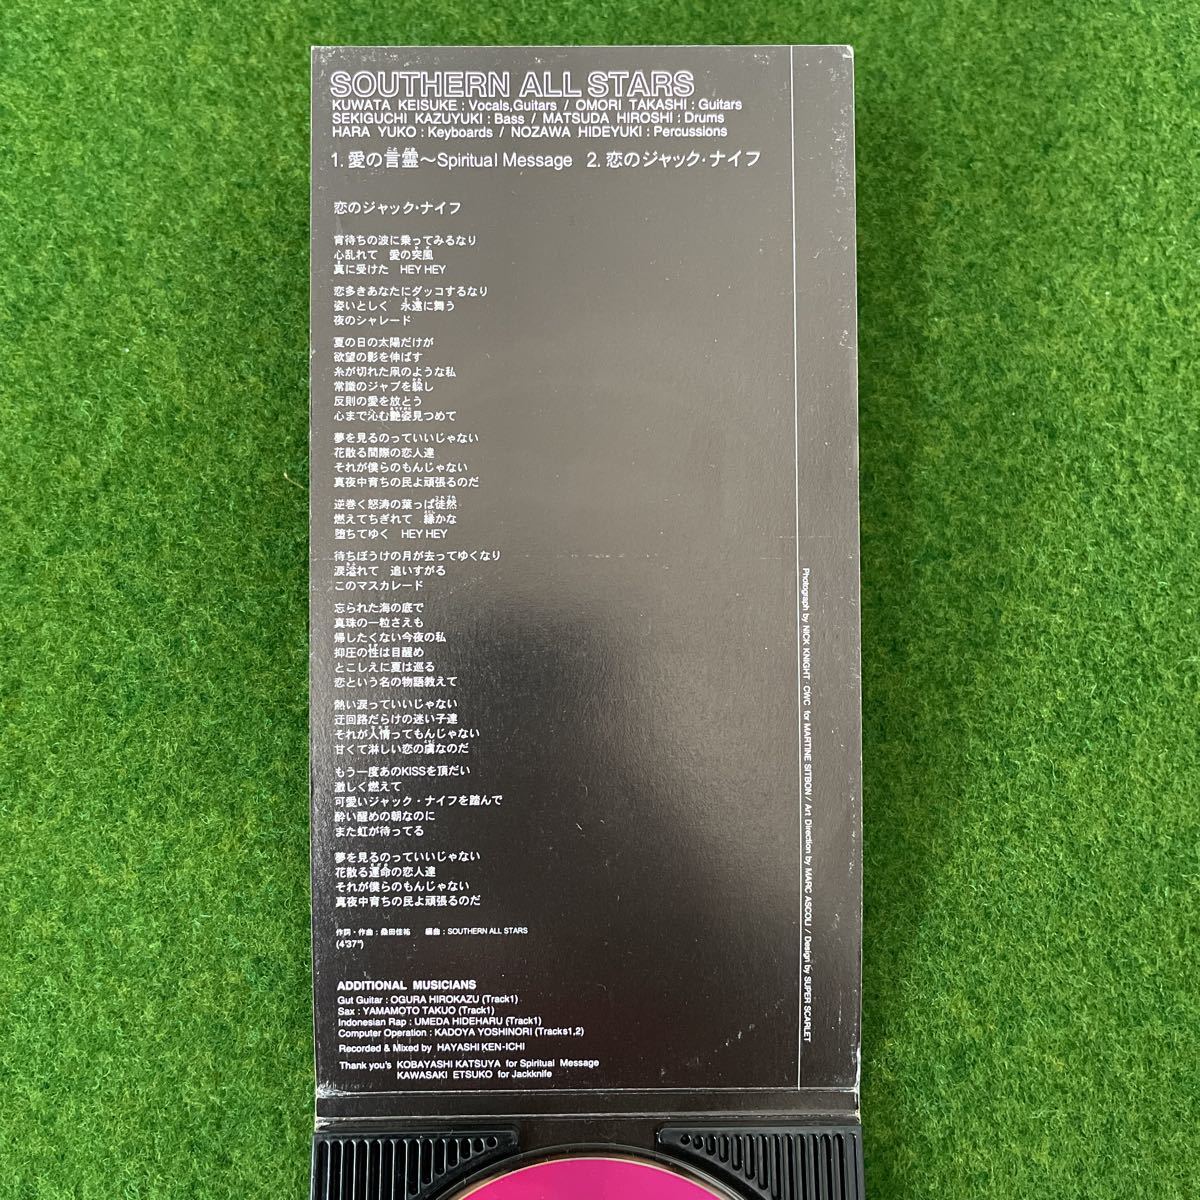 SOUTHERN ALL STARS
KUWATA KEISUKE : Vocals,Guitars / OMORI TAKASHI : Guitars
SEKIGUCHI KAZUYUKI : Bass / MATSUDA HIROSHI : Drums
HARA YUKO : Keyboards / NOZAWA HIDEYUKI : Percussions
1. 愛の言霊〜Spiritual Message 2. 恋のジャック・ナイフ
恋のジャック・ナイフ
宵待ちの波に乗ってみるなり
心乱れて 愛の突風
真に受けた HEY HEY
恋多きあなたにダッコするなり
姿いとしく 永遠に舞う
夜のシャレード
夏の日の太陽だけが
欲望の影を伸ばす
糸が切れた凧のような私
常識のジャブを躱し
反則の愛を放とう
心まで沁む艶姿見つめて
夢を見るのっていいじゃない
花散る間際の恋人達
それが僕らのもんじゃない
真夜中育ちの民よ頑張るのだ
逆巻く怒涛の葉っぱ徒然
燃えてちぎれて 縁かな
堕ちてゆく HEY HEY
待ちぼうけの月が去ってゆくなり
涙溢れて 追いすがる
このマスカレード
忘られた海の底で
真珠の一粒さえも
帰したくない今夜の私
抑圧の性は目醒め
とこしえに夏は巡る
恋という名の物語教えて
熱い涙っていいじゃない
迂回路だらけの迷い子達
それが人情ってもんじゃない
甘くて淋しい恋の虜なのだ
もう一度あのKISSを頂だい
激しく燃えて
可愛いジャック・ナイフを踏んで
酔い醒めの朝なのに
また虹が待ってる
夢を見るのっていいじゃない
花散る運命の恋人達
それが僕らのもんじゃない
真夜中育ちの民よ頑張るのだ
作詞・作曲：桑田佳祐 編曲：SOUTHERN ALL STARS
(4'37")
ADDITIONAL MUSICIANS
Gut Guitar : OGURA HIROKAZU (Track1)
Sax : YAMAMOTO TAKUO (Track1)
Indonesian Rap : UMEDA HIDEHARU (Track1)
Computer Operation : KADOYA YOSHINORI (Tracks1,2)
Recorded & Mixed by HAYASHI KEN-ICHI
Thank you's KOBAYASHI KATSUYA for Spiritual Message
KAWASAKI ETSUKO for Jackknife
Photograph by NICK KNIGHT · CWC for MARTINE SITBON / Art Direction by MARC ASCOLI / Design by SUPER SCARLET